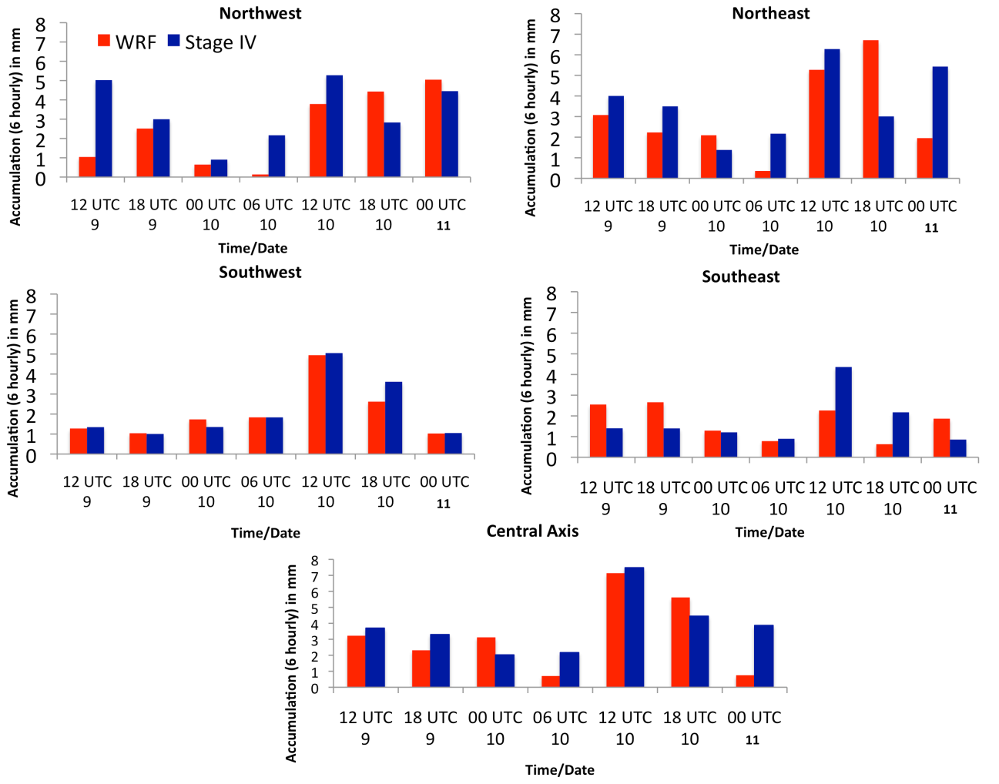 Northwest
WRF Stage IV
Accumulation (6 hourly) in mm
8
7
6
5
4
3
2
1
0
12 UTC 18 UTC 00 UTC 06 UTC 12 UTC 18 UTC 00 UTC
9 9 10 10 10 10 11
Time/Date
Northeast
Accumulation (6 hourly) in mm
8
7
6
5
4
3
2
1
0
12 UTC 18 UTC 00 UTC 06 UTC 12 UTC 18 UTC 00 UTC
9 9 10 10 10 10 11
Time/Date
Southwest
Accumulation (6 hourly) in mm
8
7
6
5
4
3
2
1
0
12 UTC 18 UTC 00 UTC 06 UTC 12 UTC 18 UTC 00 UTC
9 9 10 10 10 10 11
Time/Date
Southeast
Accumulation (6 hourly) in mm
8
7
6
5
4
3
2
1
0
12 UTC 18 UTC 00 UTC 06 UTC 12 UTC 18 UTC 00 UTC
9 9 10 10 10 10 11
Time/Date
Central Axis
Accumulation (6 hourly) in mm
8
7
6
5
4
3
2
1
0
12 UTC 18 UTC 00 UTC 06 UTC 12 UTC 18 UTC 00 UTC
9 9 10 10 10 10 11
Time/Date